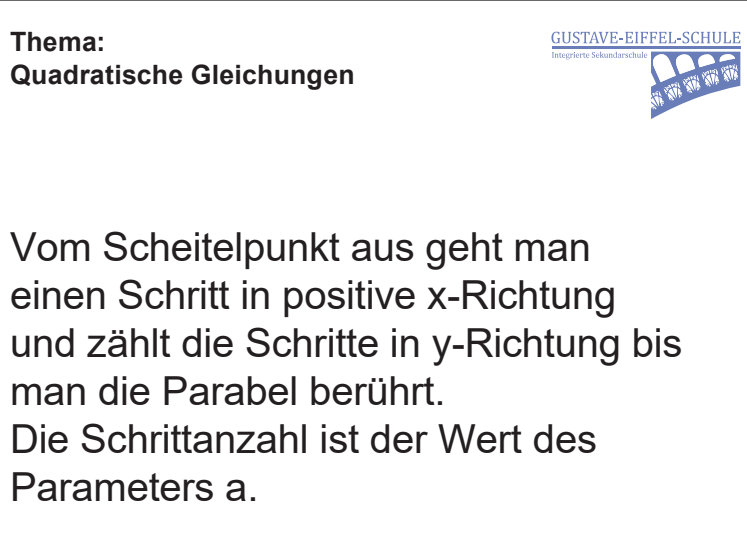 Thema:
Quadratische Gleichungen
GUSTAVE-EIFFEL-SCHULE
Integrierte Sekundarschule
Vom Scheitelpunkt aus geht man
einen Schritt in positive x-Richtung
und zählt die Schritte in y-Richtung bis
man die Parabel berührt.
Die Schrittanzahl ist der Wert des
Parameters a.